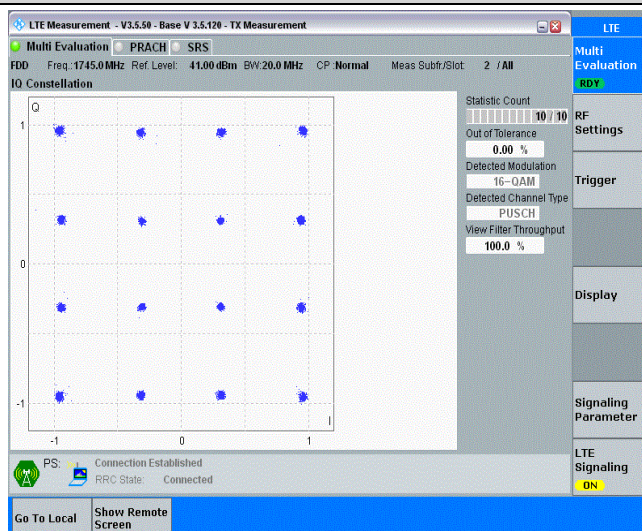 LTE Measurement - V3.5.50 - Base V 3.5.120 - TX Measurement
LTE
Multi Evaluation PRACH SRS
Multi
Evaluation
RDY
FDD Freq.:1745.0 MHz Ref. Level: 41.00 dBm BW:20.0 MHz CP :Normal Meas Subfr./Slot: 2 / All
IQ Constellation
Q
1
0
-1
-1 0 1
I
Statistic Count
10 / 10
Out of Tolerance
0.00 %
Detected Modulation
16-QAM
Detected Channel Type
PUSCH
View Filter Throughput
100.0 %
RF
Settings
Trigger
Display
Signaling
Parameter
LTE
Signaling
ON
PS: Connection Established
RRC State: Connected
Go To Local
Show Remote
Screen